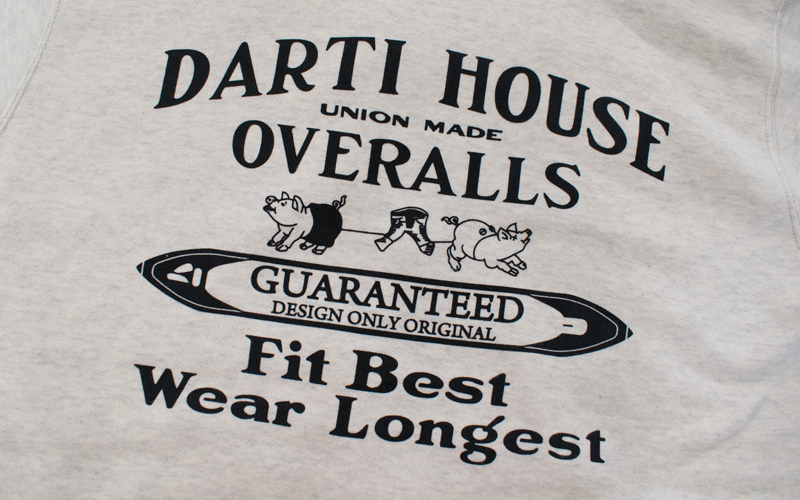 DARTI HOUSE
UNION MADE
OVERALLS
GUARANTEED
DESIGN ONLY ORIGINAL
Fit Best
Wear Longest